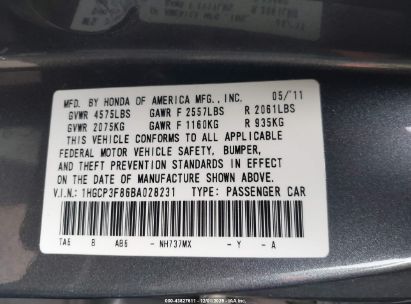 MFD. BY HONDA OF AMERICA MFG., INC. 05/'11
GVWR 4575LBS GAWR F 2557LBS R 2061LBS
GVWR 2075KG GAWR F 1160KG R 935KG
THIS VEHICLE CONFORMS TO ALL APPLICABLE
FEDERAL MOTOR VEHICLE SAFETY, BUMPER,
AND THEFT PREVENTION STANDARDS IN EFFECT
ON THE DATE OF MANUFACTURE SHOWN ABOVE.
V.I.N.: 1HGCP3F86BA028231 TYPE: PASSENGER CAR
TA6 B AB6 - NH737MX - Y - A